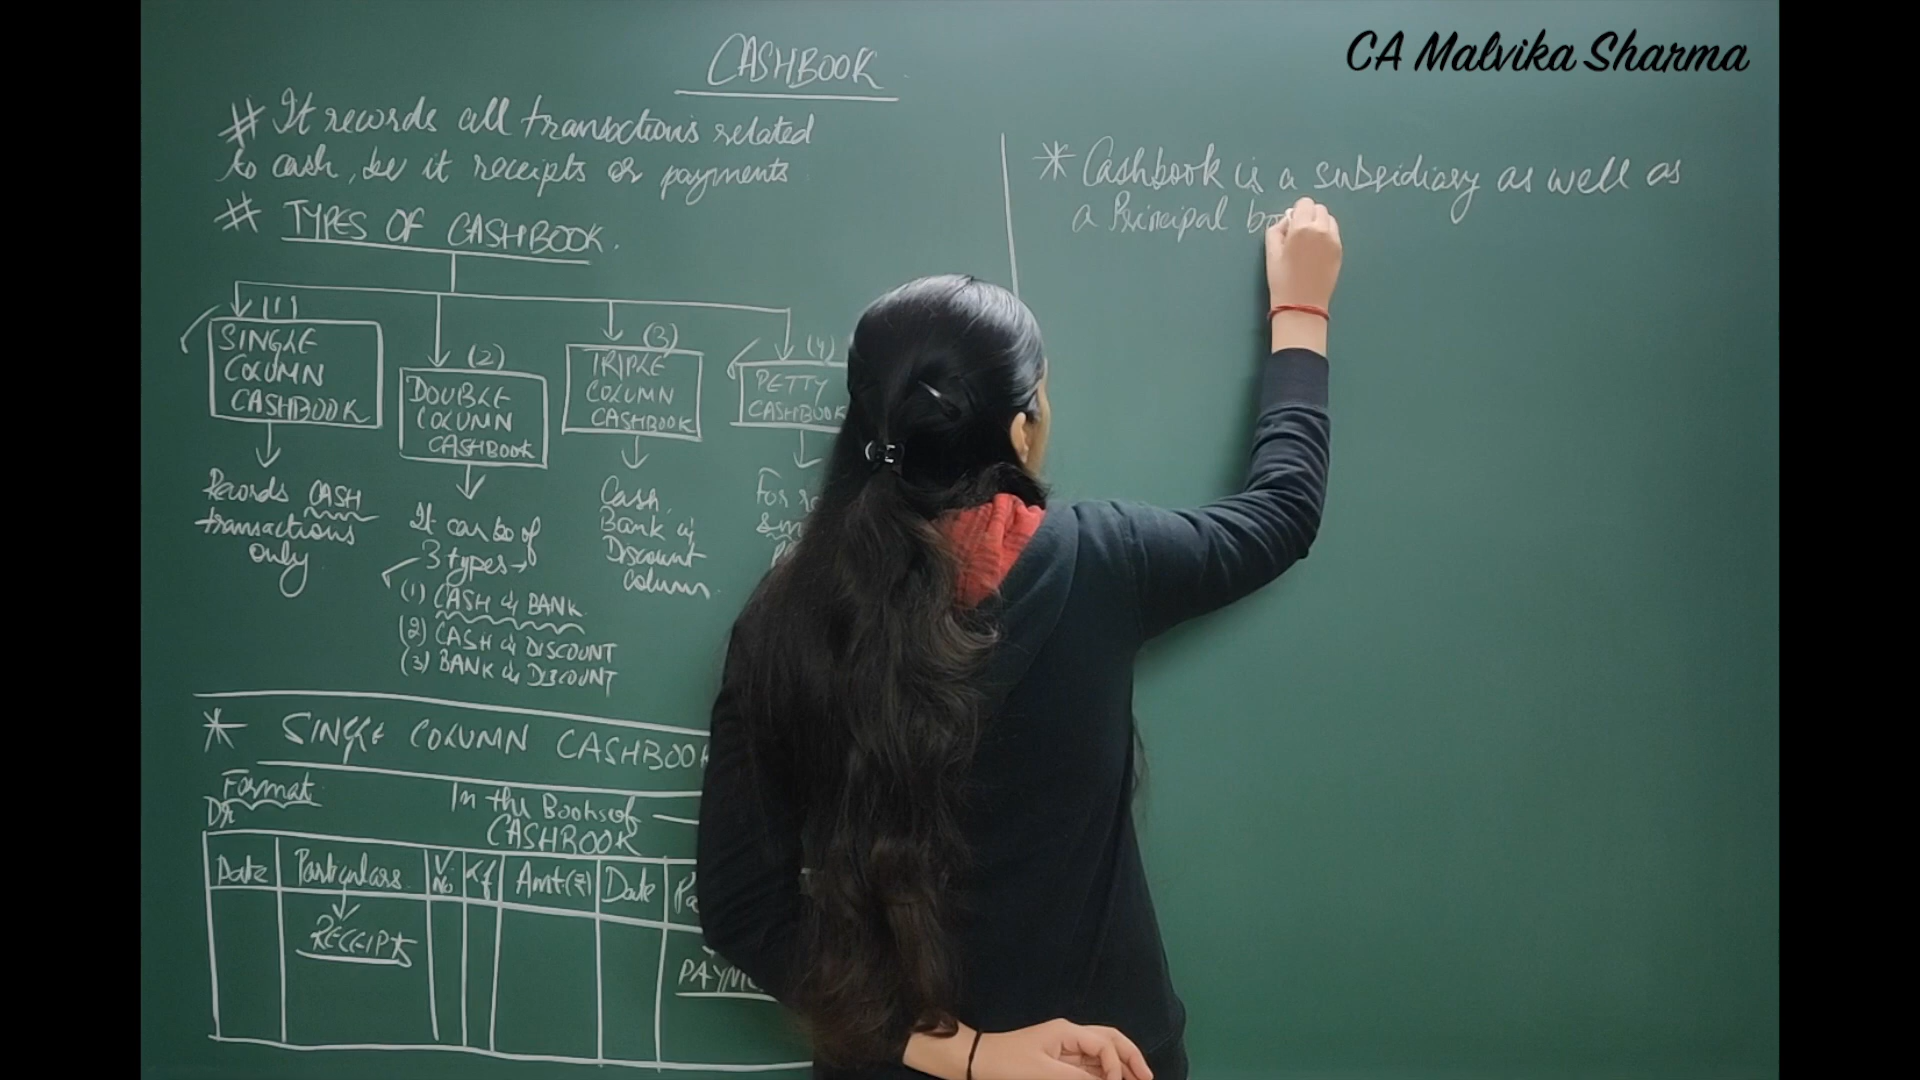 CA Malvika Sharma
CASHBOOK
# It records all transactions related
to cash, be it receipts or payments
# TYPES OF CASHBOOK.
(1)
SINGLE
COLUMN
CASHBOOK
Records CASH
transactions
only
(2)
DOUBLE
COLUMN
CASHBOOK
It can be of
3 types →
(1) CASH & BANK
(2) CASH & DISCOUNT
(3) BANK & DISCOUNT
(3)
TRIPLE
COLUMN
CASHBOOK
Cash,
Bank &
Discount
column
(4)
PETTY
CASHBOOK
For
* SINGLE COLUMN CASHBOOK
Format
In the Books of
Dr
CASHBOOK
Date Particulars V No L.f Amt(₹) Date
RECEIPTS
* Cashbook is a subsidiary as well as
a Principal